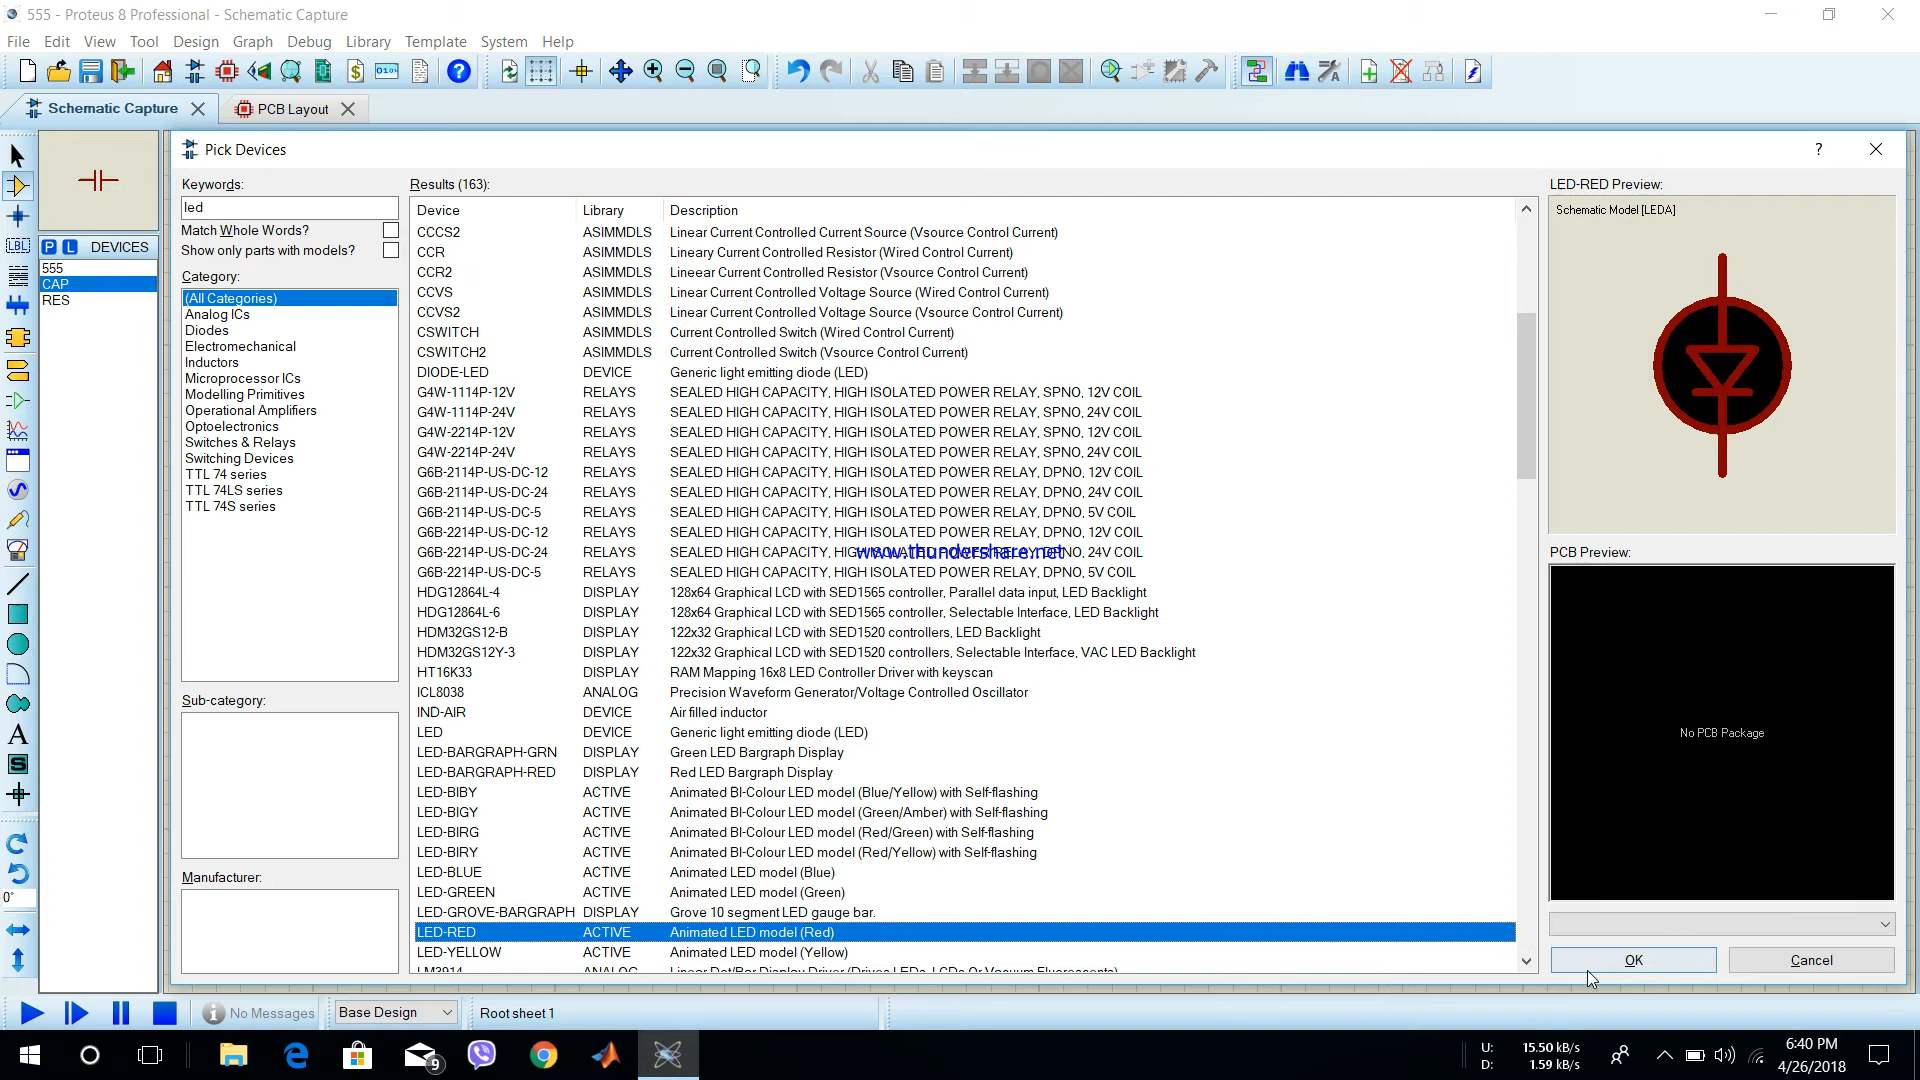 555 - Proteus 8 Professional - Schematic Capture
File Edit View Tool Design Graph Debug Library Template System Help
Schematic Capture
PCB Layout
Pick Devices
Keywords:
led
Match Whole Words?
Show only parts with models?
Category:
(All Categories)
Analog ICs
Diodes
Electromechanical
Inductors
Microprocessor ICs
Modelling Primitives
Operational Amplifiers
Optoelectronics
Switches & Relays
Switching Devices
TTL 74 series
TTL 74LS series
TTL 74S series
Sub-category:
Manufacturer:
P L DEVICES
555
CAP
RES
LBL
A
S
0°
Results (163):
Device Library Description
CCCS2 ASIMMDLS Linear Current Controlled Current Source (Vsource Control Current)
CCR ASIMMDLS Lineary Current Controlled Resistor (Wired Control Current)
CCR2 ASIMMDLS Lineear Current Controlled Resistor (Vsource Control Current)
CCVS ASIMMDLS Linear Current Controlled Voltage Source (Wired Control Current)
CCVS2 ASIMMDLS Linear Current Controlled Voltage Source (Vsource Control Current)
CSWITCH ASIMMDLS Current Controlled Switch (Wired Control Current)
CSWITCH2 ASIMMDLS Current Controlled Switch (Vsource Control Current)
DIODE-LED DEVICE Generic light emitting diode (LED)
G4W-1114P-12V RELAYS SEALED HIGH CAPACITY, HIGH ISOLATED POWER RELAY, SPNO, 12V COIL
G4W-1114P-24V RELAYS SEALED HIGH CAPACITY, HIGH ISOLATED POWER RELAY, SPNO, 24V COIL
G4W-2214P-12V RELAYS SEALED HIGH CAPACITY, HIGH ISOLATED POWER RELAY, SPNO, 12V COIL
G4W-2214P-24V RELAYS SEALED HIGH CAPACITY, HIGH ISOLATED POWER RELAY, SPNO, 24V COIL
G6B-2114P-US-DC-12 RELAYS SEALED HIGH CAPACITY, HIGH ISOLATED POWER RELAY, DPNO, 12V COIL
G6B-2114P-US-DC-24 RELAYS SEALED HIGH CAPACITY, HIGH ISOLATED POWER RELAY, DPNO, 24V COIL
G6B-2114P-US-DC-5 RELAYS SEALED HIGH CAPACITY, HIGH ISOLATED POWER RELAY, DPNO, 5V COIL
G6B-2214P-US-DC-12 RELAYS SEALED HIGH CAPACITY, HIGH ISOLATED POWER RELAY, DPNO, 12V COIL
G6B-2214P-US-DC-24 RELAYS SEALED HIGH CAPACITY, HIGH ISOLATED POWER RELAY, DPNO, 24V COIL
www.thundershare.net
G6B-2214P-US-DC-5 RELAYS SEALED HIGH CAPACITY, HIGH ISOLATED POWER RELAY, DPNO, 5V COIL
HDG12864L-4 DISPLAY 128x64 Graphical LCD with SED1565 controller, Parallel data input, LED Backlight
HDG12864L-6 DISPLAY 128x64 Graphical LCD with SED1565 controller, Selectable Interface, LED Backlight
HDM32GS12-B DISPLAY 122x32 Graphical LCD with SED1520 controllers, LED Backlight
HDM32GS12Y-3 DISPLAY 122x32 Graphical LCD with SED1520 controllers, Selectable Interface, VAC LED Backlight
HT16K33 DISPLAY RAM Mapping 16x8 LED Controller Driver with keyscan
ICL8038 ANALOG Precision Waveform Generator/Voltage Controlled Oscillator
IND-AIR DEVICE Air filled inductor
LED DEVICE Generic light emitting diode (LED)
LED-BARGRAPH-GRN DISPLAY Green LED Bargraph Display
LED-BARGRAPH-RED DISPLAY Red LED Bargraph Display
LED-BIBY ACTIVE Animated BI-Colour LED model (Blue/Yellow) with Self-flashing
LED-BIGY ACTIVE Animated BI-Colour LED model (Green/Amber) with Self-flashing
LED-BIRG ACTIVE Animated BI-Colour LED model (Red/Green) with Self-flashing
LED-BIRY ACTIVE Animated BI-Colour LED model (Red/Yellow) with Self-flashing
LED-BLUE ACTIVE Animated LED model (Blue)
LED-GREEN ACTIVE Animated LED model (Green)
LED-GROVE-BARGRAPH DISPLAY Grove 10 segment LED gauge bar.
LED-RED ACTIVE Animated LED model (Red)
LED-YELLOW ACTIVE Animated LED model (Yellow)
LM3914 ANALOG Linear Dot/Bar Display Driver (Drives LEDs, LCDs Or Vacuum Fluorescents)
LED-RED Preview:
Schematic Model [LEDA]
PCB Preview:
No PCB Package
OK Cancel
No Messages
Base Design
Root sheet 1
9
U: 15.50 kB/s
D: 1.59 kB/s
6:40 PM
4/26/2018